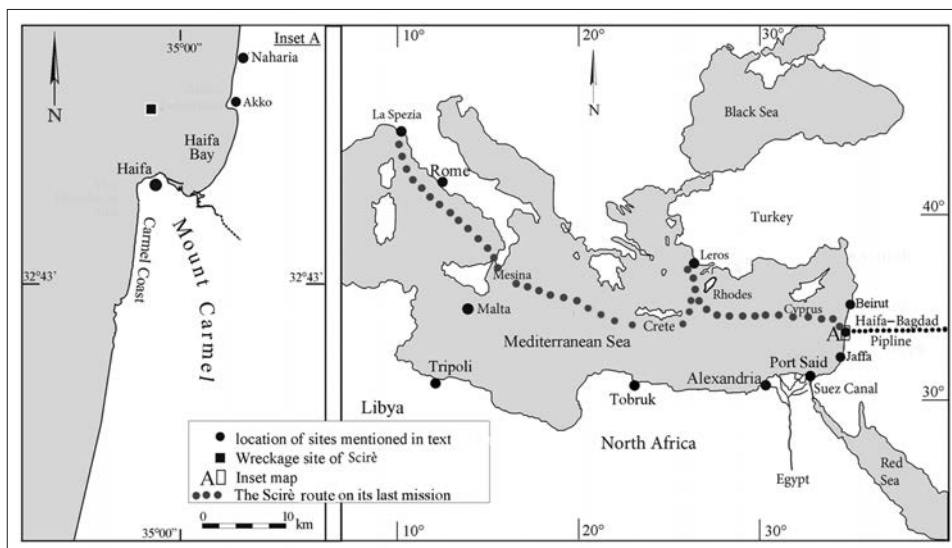 Inset A
35°00''
N
Naharia
Akko
Haifa
Bay
Haifa
Carmel Coast
Mount Carmel
32°43'
32°43'
35°00''
10°
20°
30°
N
La Spezia
Rome
Black Sea
40°
Turkey
Mesina
Leros
Rhodes
Malta
Crete
Cyprus
Beirut
Mediterranean Sea
A
Haifa–Bagdad
Pipline
Jaffa
Tripoli
Port Said
Alexandria
Suez Canal
Tobruk
30°
Libya
North Africa
Egypt
Red
Sea
location of sites mentioned in text
Wreckage site of Scirè
A Inset map
The Scirè route on its last mission
0 10
km
10°
20°
30°